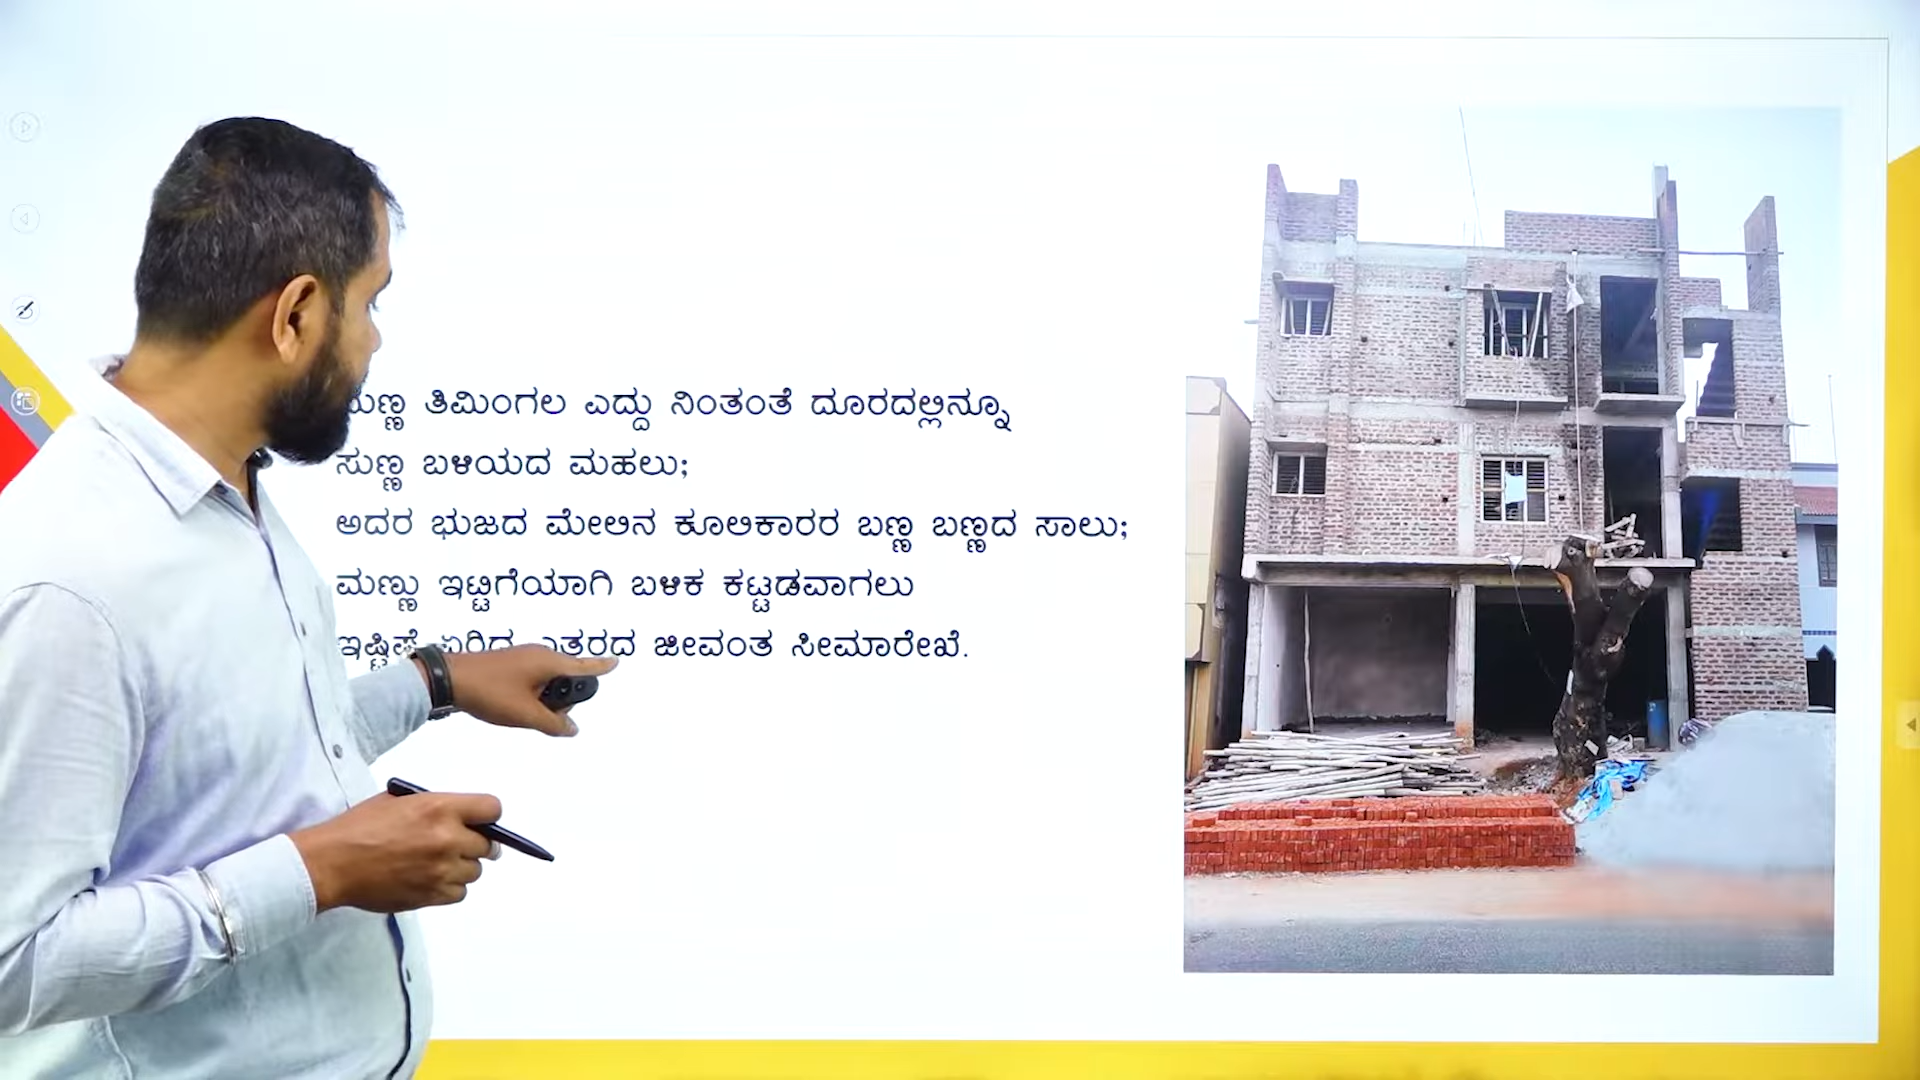 ತಿಮಿಂಗಲ ಎದ್ದು ನಿಂತಂತೆ ದೂರದಲ್ಲಿನ್ನೂ
ಸುಣ್ಣ ಬಳಿಯದ ಮಹಲು;
ಅದರ ಭುಜದ ಮೇಲಿನ ಕೂಲಿಕಾರರ ಬಣ್ಣ ಬಣ್ಣದ ಸಾಲು;
ಮಣ್ಣು ಇಟ್ಟಿಗೆಯಾಗಿ ಬಳಿಕ ಕಟ್ಟಡವಾಗಲು
ಜೀವಂತ ಸೀಮಾರೇಖೆ.